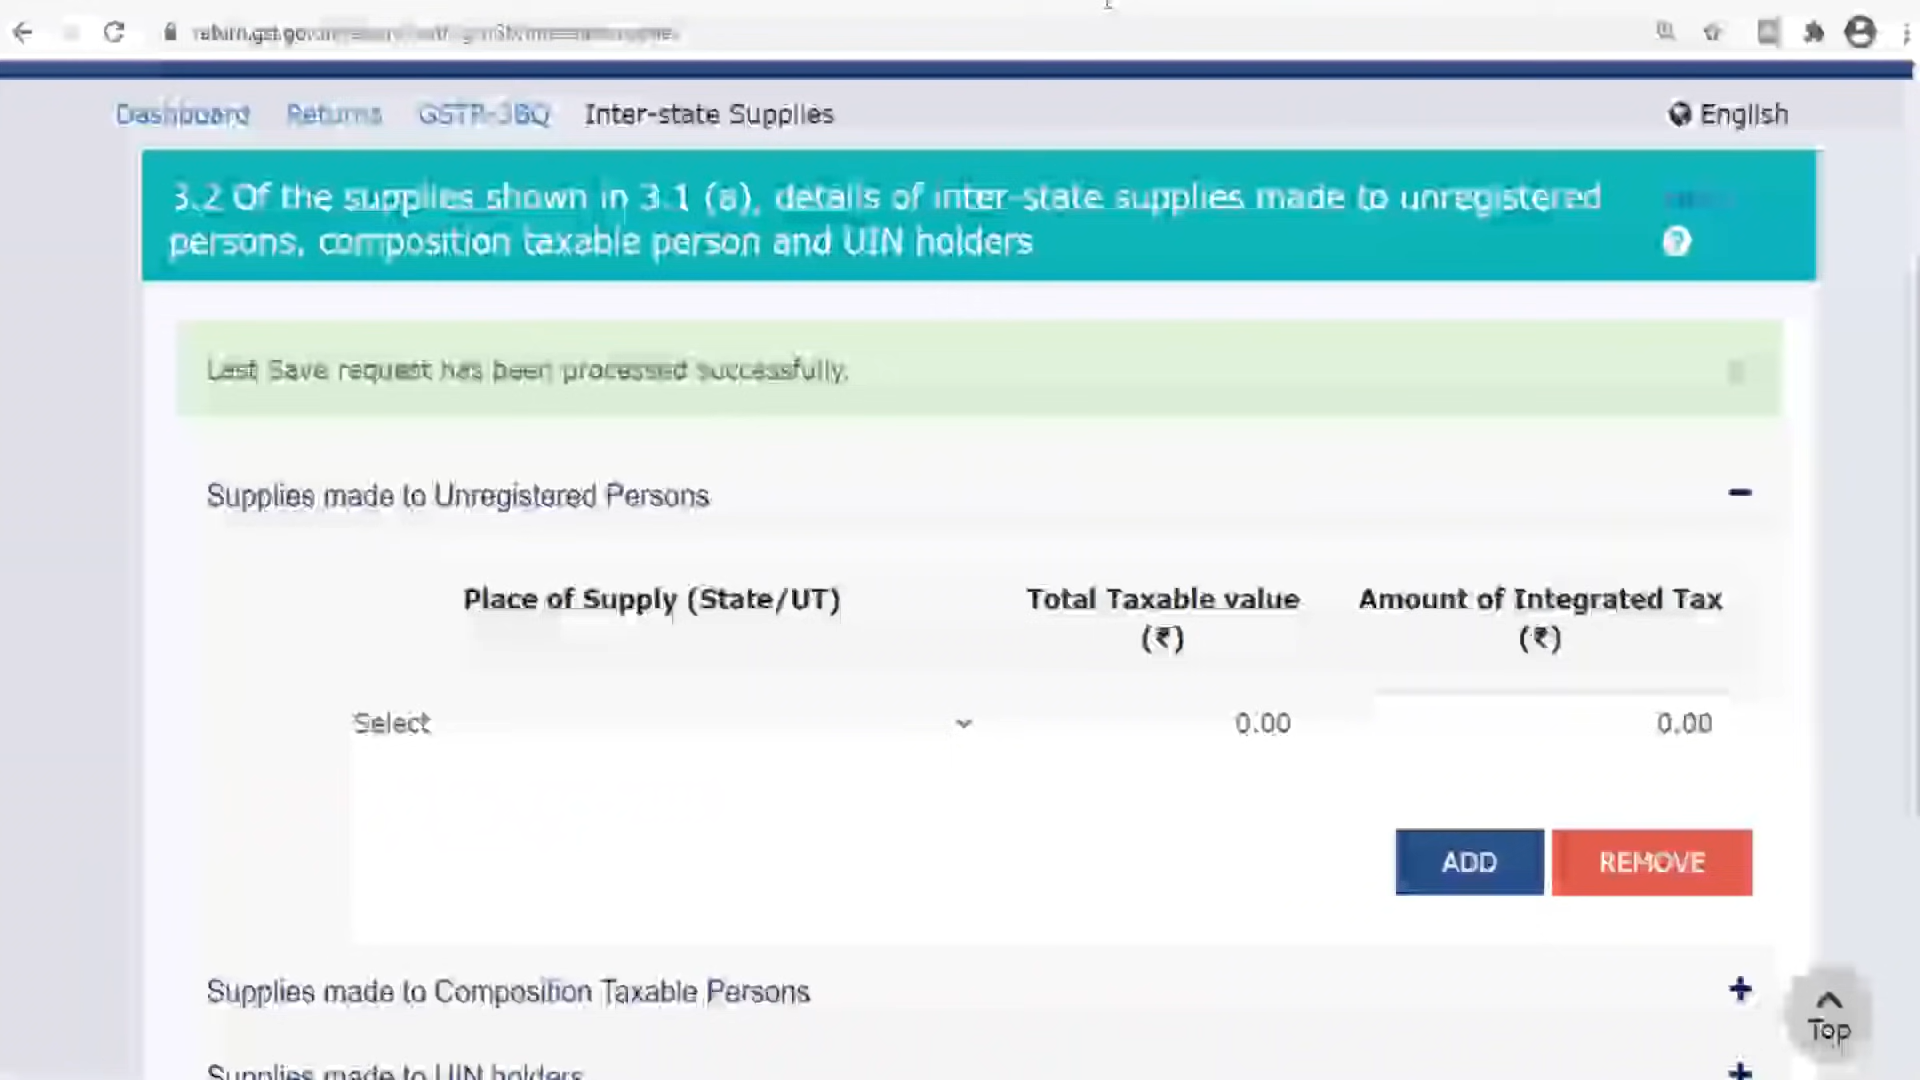 Dashboard Returns GSTR-3BQ Inter-state Supplies English
3.2 Of the supplies shown in 3.1 (a), details of inter-state supplies made to unregistered
persons, composition taxable person and UIN holders
?
Last Save request has been processed successfully.
Supplies made to Unregistered Persons
Place of Supply (State/UT) Total Taxable value Amount of Integrated Tax
(₹) (₹)
Select 0.00 0.00
ADD REMOVE
Supplies made to Composition Taxable Persons
Top
Supplies made to UIN holders